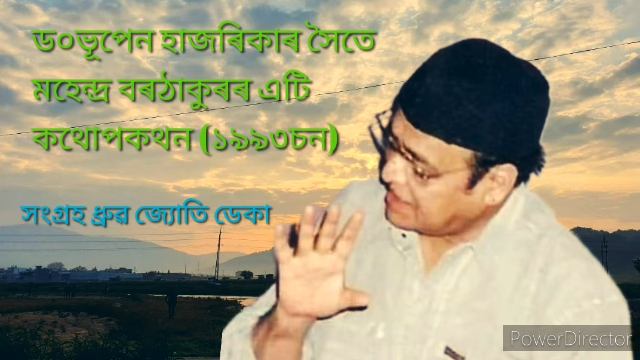 ড০ভূপেন হাজৰিকাৰ সৈতে
মহেন্দ্ৰ বৰঠাকুৰৰ এটি
কথোপকথন (১৯৯৩চন)
সংগ্ৰহ ধ্ৰুৱ জ্যোতি ডেকা
PowerDirector